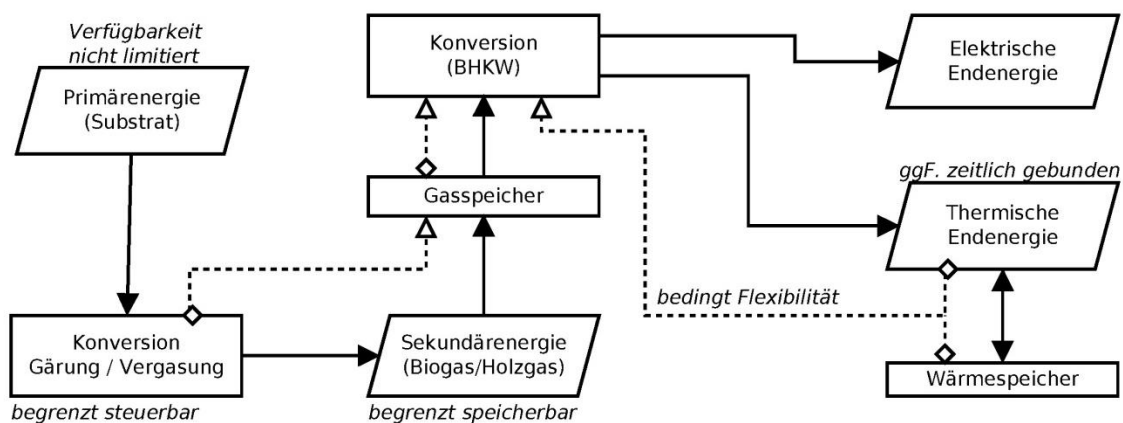 Verfügbarkeit
nicht limitiert
Primärenergie
(Substrat)
Konversion
Gärung / Vergasung
begrenzt steuerbar
Konversion
(BHKW)
Gasspeicher
Sekundärenergie
(Biogas/Holzgas)
begrenzt speicherbar
bedingt Flexibilität
Elektrische
Endenergie
ggF. zeitlich gebunden
Thermische
Endenergie
Wärmespeicher